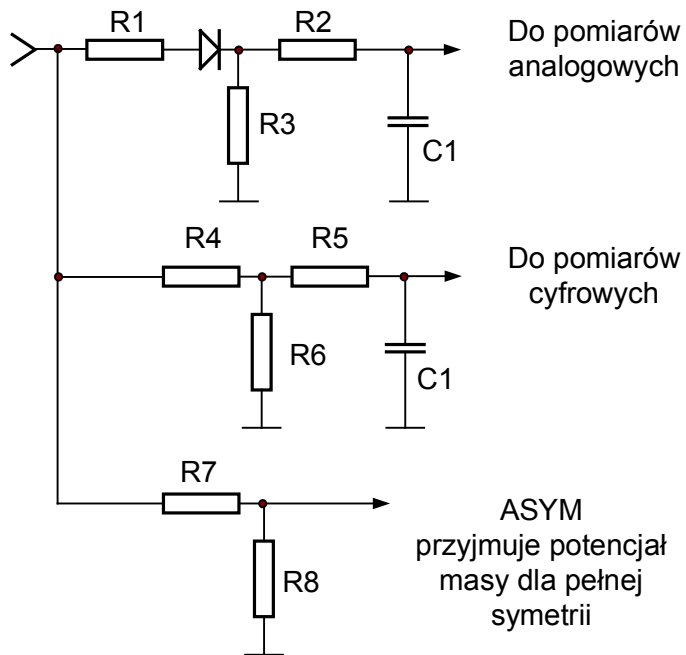 R1
R2
Do pomiarów
analogowych
R3
C1
R4
R5
Do pomiarów
cyfrowych
R6
C1
R7
ASYM
przyjmuje potencjał
masy dla pełnej
symetrii
R8